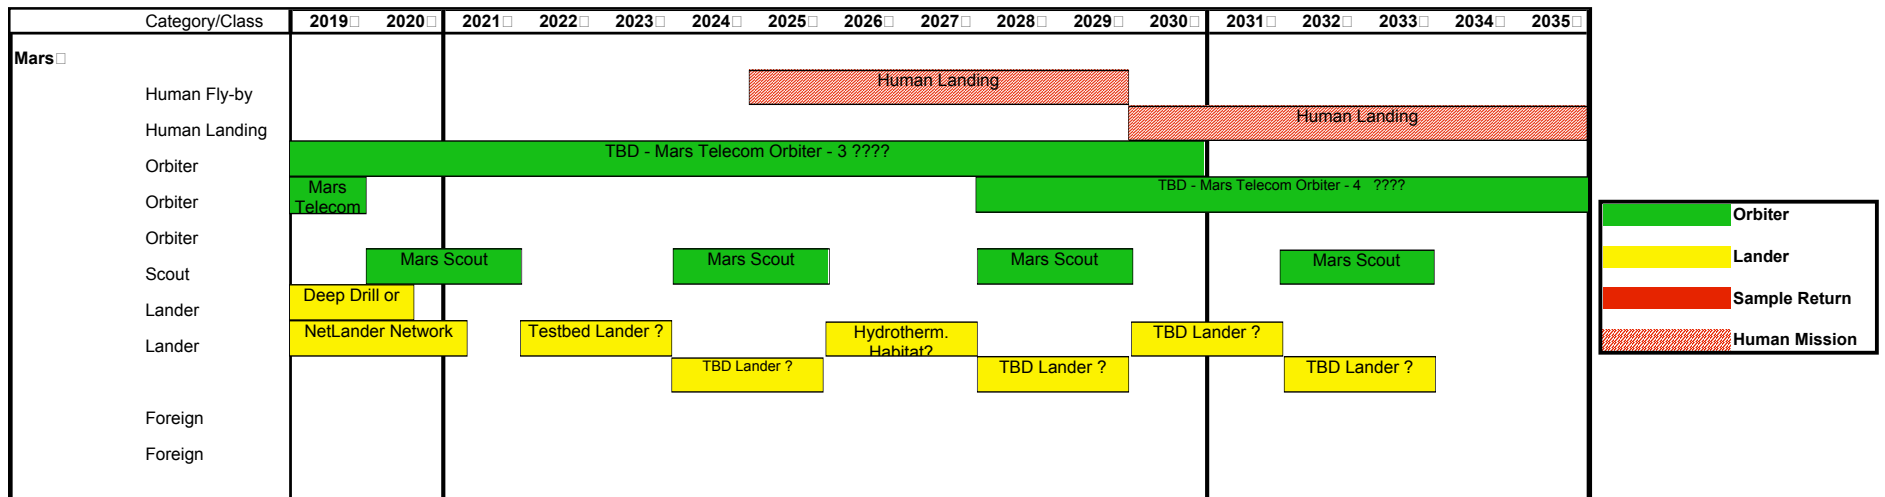 Category/Class 2019 2020 2021 2022 2023 2024 2025 2026 2027 2028 2029 2030 2031 2032 2033 2034 2035
Mars
Human Landing
Human Fly-by
Human Landing
Human Landing
TBD - Mars Telecom Orbiter - 3 ????
Orbiter
Mars
Telecom
TBD - Mars Telecom Orbiter - 4 ????
Orbiter
Orbiter
Mars Scout Mars Scout Mars Scout Mars Scout
Scout
Deep Drill or
Lander
NetLander Network Testbed Lander ? Hydrotherm.
Habitat? TBD Lander ?
Lander
TBD Lander ? TBD Lander ? TBD Lander ?
Foreign
Foreign
Orbiter
Lander
Sample Return
Human Mission